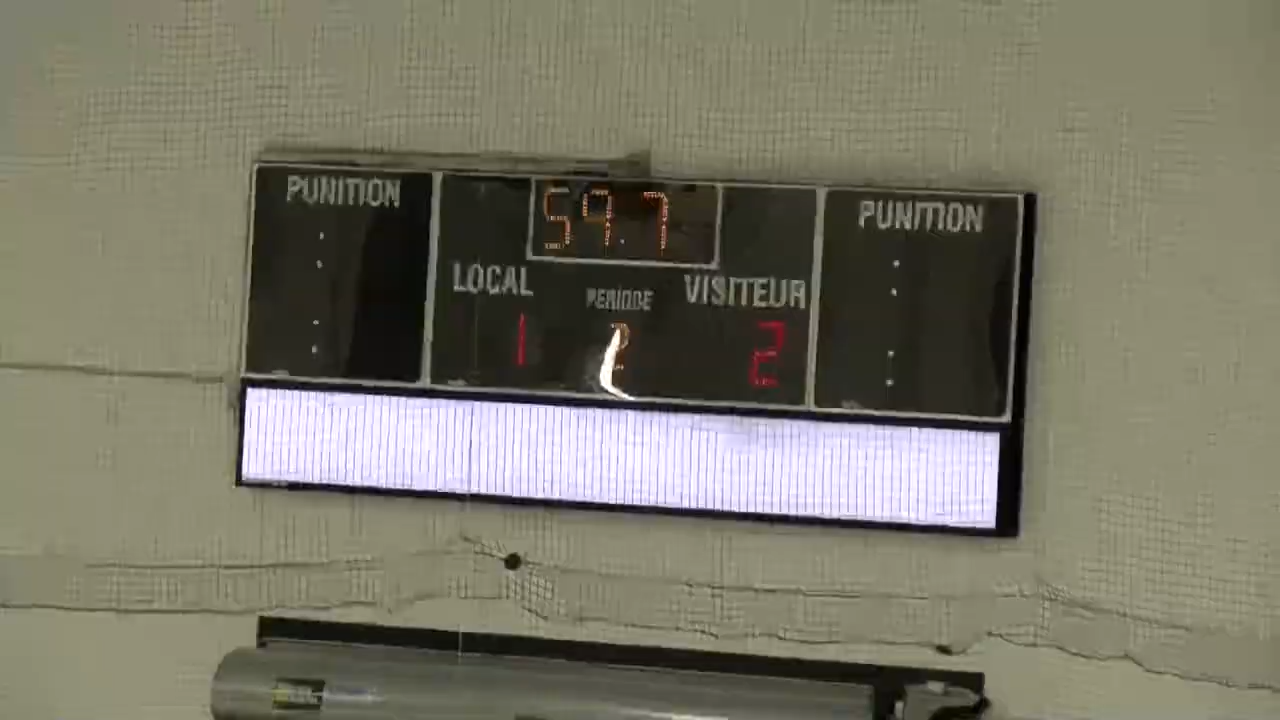 PUNITION
59.7
PUNITION
LOCAL
PERIODE
VISITEUR
1
2
2